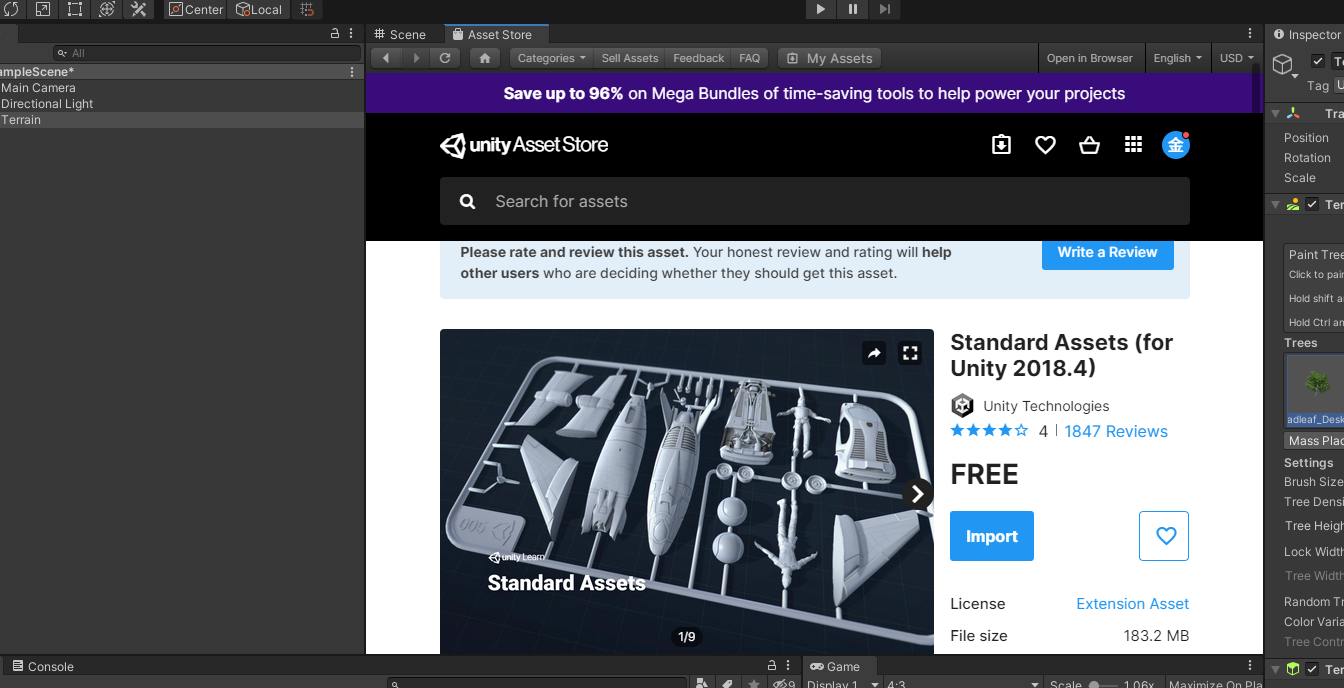 Center
Local
Scene
Asset Store
Inspector
All
ampleScene*
Main Camera
Directional Light
Terrain
Categories
Sell Assets
Feedback
FAQ
My Assets
Open in Browser
English
USD
Save up to 96% on Mega Bundles of time-saving tools to help power your projects
unity Asset Store
金
Search for assets
Please rate and review this asset. Your honest review and rating will help
other users who are deciding whether they should get this asset.
Write a Review
Standard Assets (for
Unity 2018.4)
Unity Technologies
4 | 1847 Reviews
FREE
Import
License
Extension Asset
File size
183.2 MB
unity Learn
Standard Assets
1/9
Tag U
Tra
Position
Rotation
Scale
Ter
Paint Tree
Click to pain
Hold shift a
Hold Ctrl an
Trees
adleaf_Desk
Mass Plac
Settings
Brush Size
Tree Densi
Tree Heigh
Lock Width
Tree Width
Random Tr
Color Varia
Tree Contr
Ter
Console
9
Game
Display 1
4:3
Scale
1.06x
Maximize On Pla